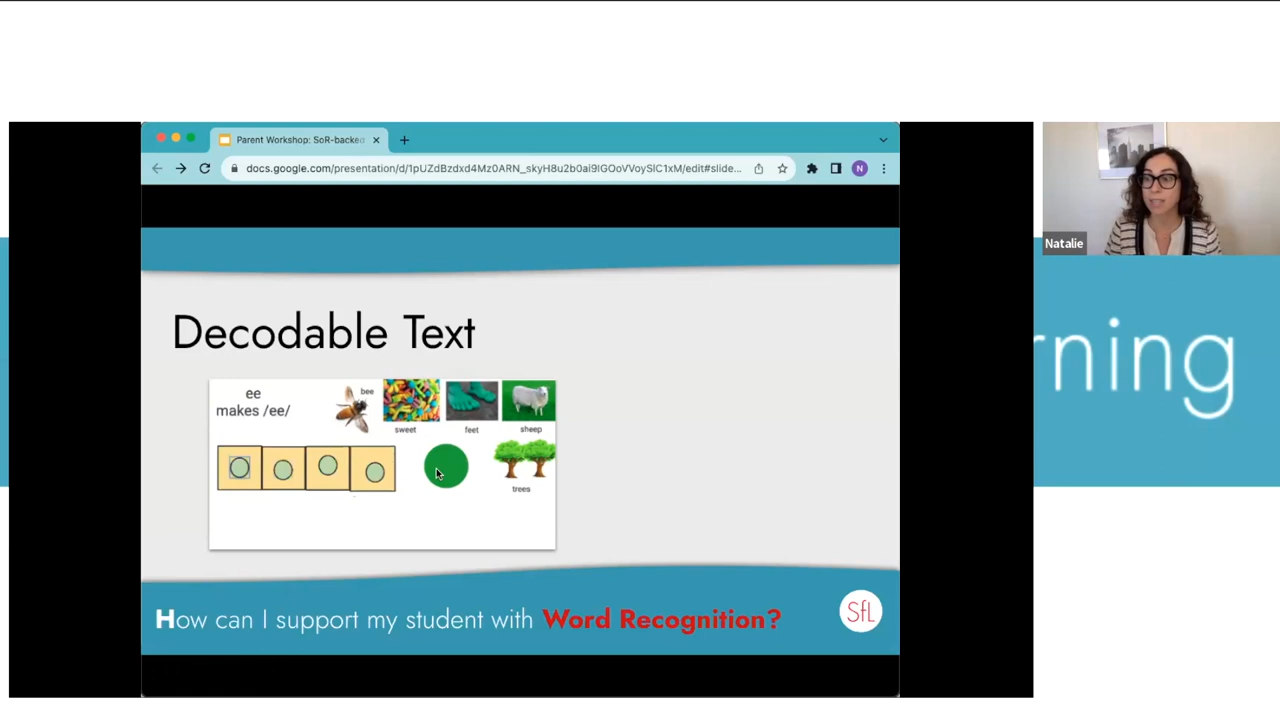 Parent Workshop: SoR-backed
docs.google.com/presentation/d/1pUZdBzdxd4Mz0ARN_skyH8u2b0ai9IGOoVVoySlC1xM/edit#slide...
N
Natalie
Decodable Text
ee
makes /ee/
bee
sweet
feet
sheep
trees
How can I support my student with Word Recognition?
SfL
rning